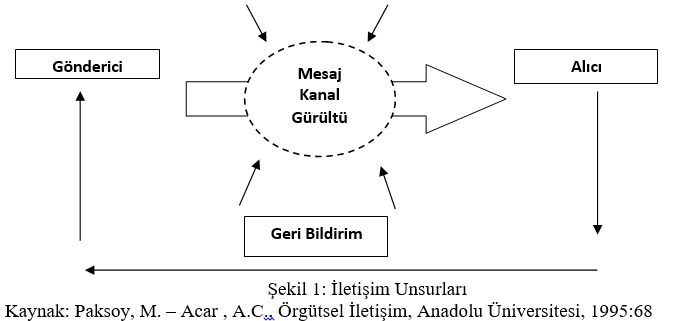 Gönderici
Mesaj
Kanal
Gürültü
Alıcı
Geri Bildirim
Şekil 1: İletişim Unsurları
Kaynak: Paksoy, M. – Acar , A.C., Örgütsel İletişim, Anadolu Üniversitesi, 1995:68